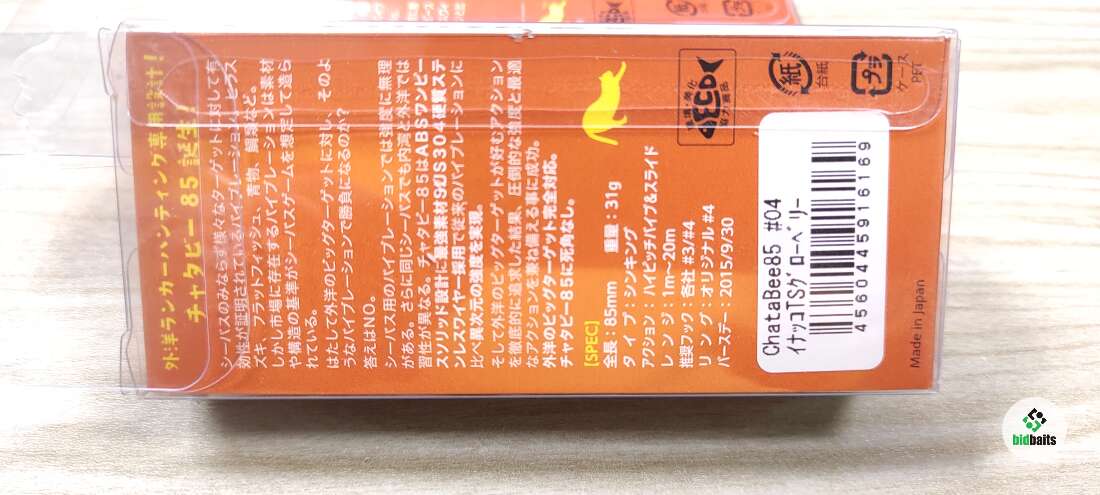 外洋ランカーハンティング専用設計!
チャタビー85誕生!
シーバスのみならず様々なターゲットに対して有
効性が証明されているバイブレーション。ヒラス
ズキ、フラットフィッシュ、青物、鯛類など。
しかし市場に存在するバイブレーションは素材
や構造の基準がシーバスゲームを想定して造ら
れている。
はたして外洋のビッグターゲットに対し、そのよ
うなバイブレーションで勝負になるのか?
答えはNO。
シーバス用のバイブレーションでは強度に無理
がある。さらに同じシーバスでも内湾と外洋では
習性が異なる。チャタビー85はABSワンピー
スソリッド設計に最強素材SUS304硬質ステ
ンレスワイヤー採用で従来のバイブレーションに
比べ異次元の強度を実現。
そして外洋のビッグターゲットが好むアクション
を徹底的に追求した結果、圧倒的な強度と最適
なアクションを兼ね備える事に成功。
外洋のビッグターゲット完全対応。
チャタビー85に死角なし。
[SPEC]
全長:85mm 重量:31g
タイプ:シンキング
アクション:ハイピッチバイブ&スライド
レンジ:1m~20m
推奨フック:各社 #3/#4
リング:オリジナル#4
バースデー:2015/9/30
環境・美化
ECO
協力商品
紙
台紙
プラ
ケース
PET
ChataBee85 #04
イナッコTSグローベリー
4560445916169
Made in Japan
bidbaits